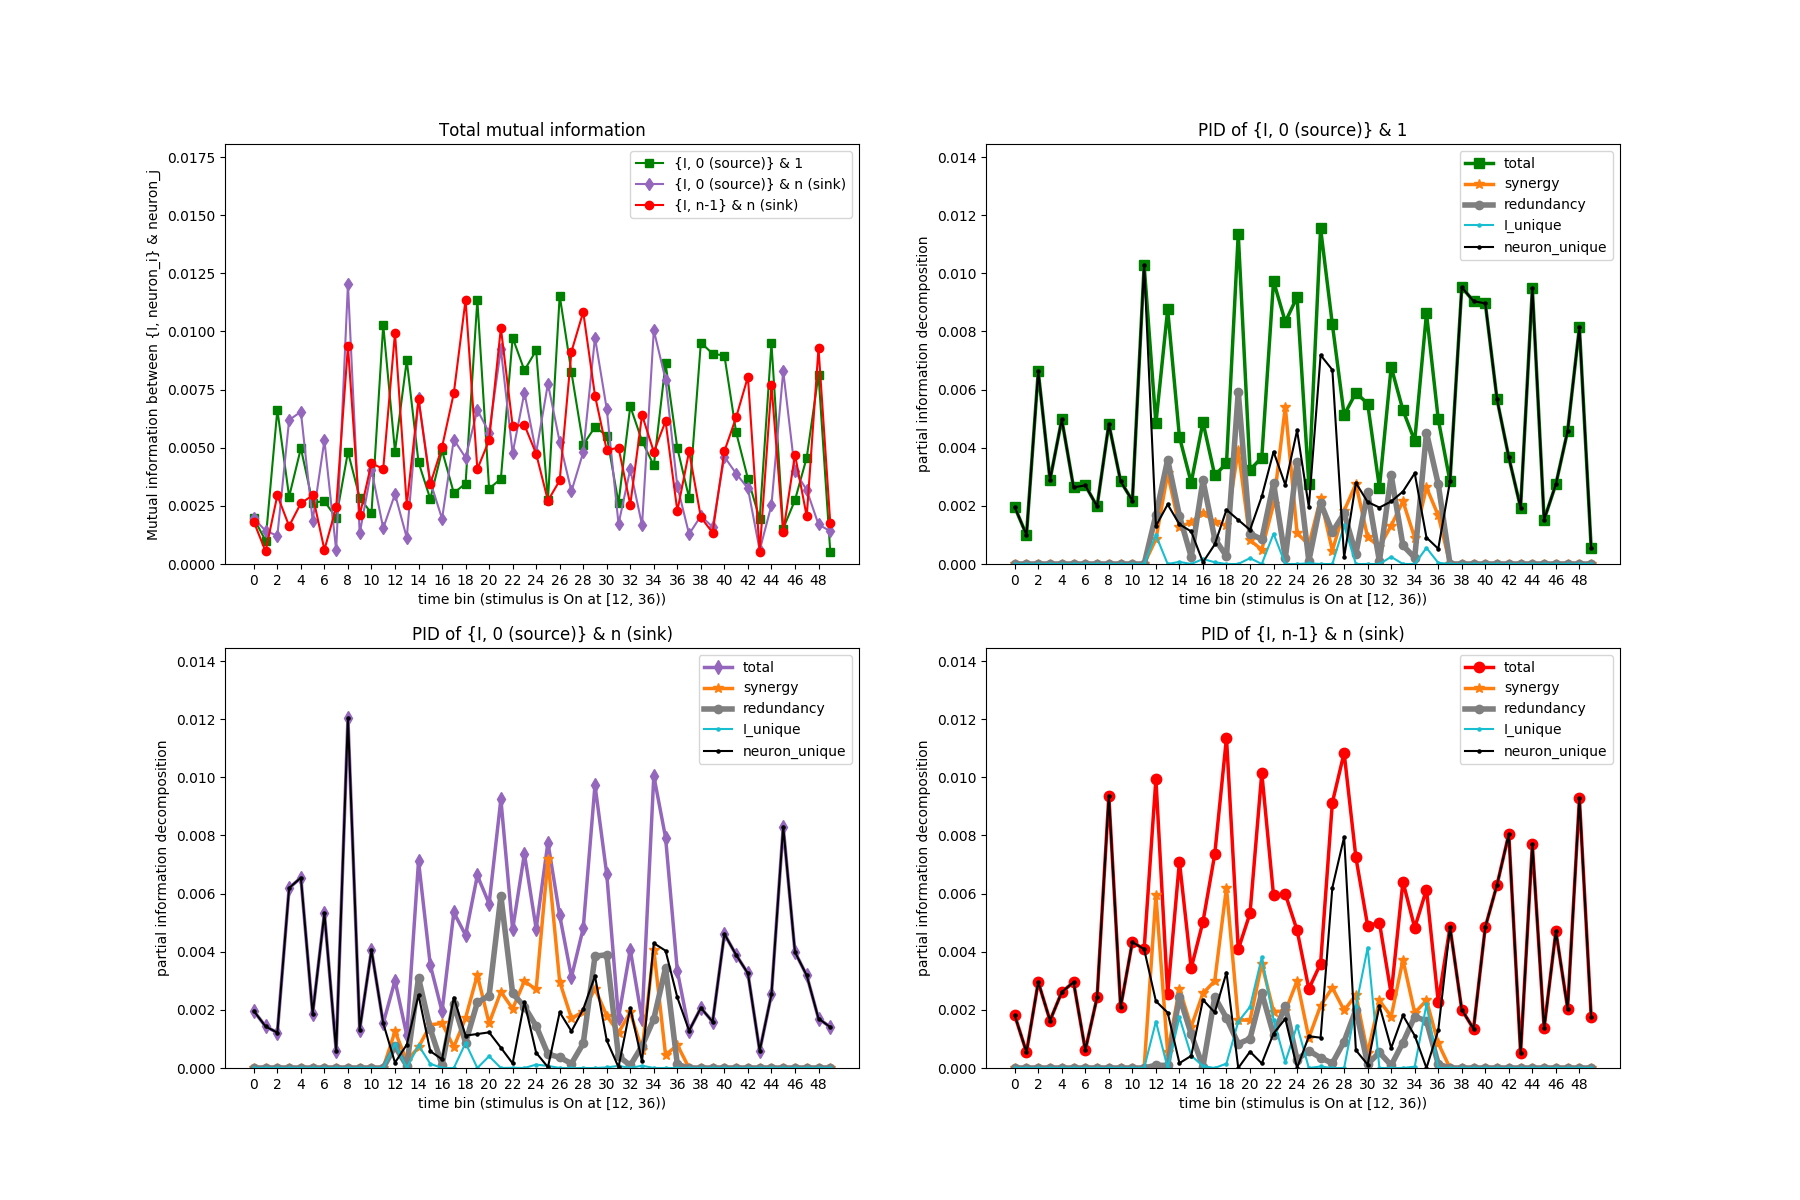 Total mutual information
Mutual information between {I, neuron_i} & neuron_j
0.0175
0.0150
0.0125
0.0100
0.0075
0.0050
0.0025
0.0000
{I, 0 (source)} & 1
{I, 0 (source)} & n (sink)
{I, n-1} & n (sink)
0 2 4 6 8 10 12 14 16 18 20 22 24 26 28 30 32 34 36 38 40 42 44 46 48
time bin (stimulus is On at [12, 36))
PID of {I, 0 (source)} & 1
partial information decomposition
0.014
0.012
0.010
0.008
0.006
0.004
0.002
0.000
total
synergy
redundancy
I_unique
neuron_unique
0 2 4 6 8 10 12 14 16 18 20 22 24 26 28 30 32 34 36 38 40 42 44 46 48
time bin (stimulus is On at [12, 36))
PID of {I, 0 (source)} & n (sink)
partial information decomposition
0.014
0.012
0.010
0.008
0.006
0.004
0.002
0.000
total
synergy
redundancy
I_unique
neuron_unique
0 2 4 6 8 10 12 14 16 18 20 22 24 26 28 30 32 34 36 38 40 42 44 46 48
time bin (stimulus is On at [12, 36))
PID of {I, n-1} & n (sink)
partial information decomposition
0.014
0.012
0.010
0.008
0.006
0.004
0.002
0.000
total
synergy
redundancy
I_unique
neuron_unique
0 2 4 6 8 10 12 14 16 18 20 22 24 26 28 30 32 34 36 38 40 42 44 46 48
time bin (stimulus is On at [12, 36))